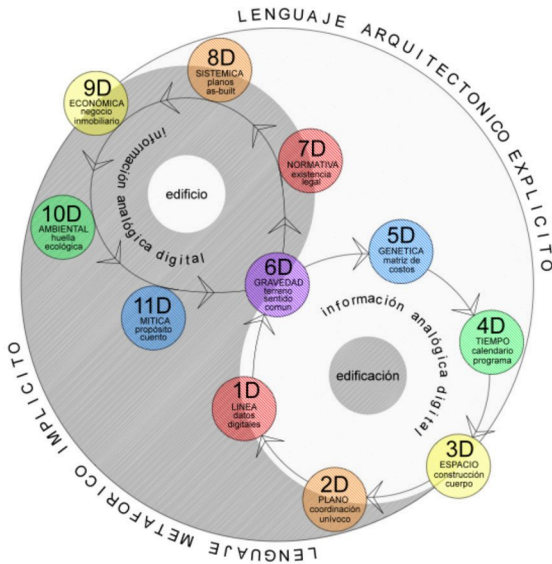 LENGUAJE ARQUITECTONICO EXPLICITO
8D
SISTEMICA
planos
as-built
9D
ECONÓMICA
negocio
inmobiliario
7D
NORMATIVA
existencia
legal
información analógica digital
edificio
10D
AMBIENTAL
huella
ecológica
5D
GENETICA
matriz de
costos
6D
GRAVEDAD
terreno
sentido
comun
11D
MITICA
propósito
cuento
4D
TIEMPO
calendario
programa
información analógica digital
edificación
1D
LINEA
datos
digitales
3D
ESPACIO
construcción
cuerpo
2D
PLANO
coordinación
univoco
LENGUAJE METAFORICO IMPLICITO